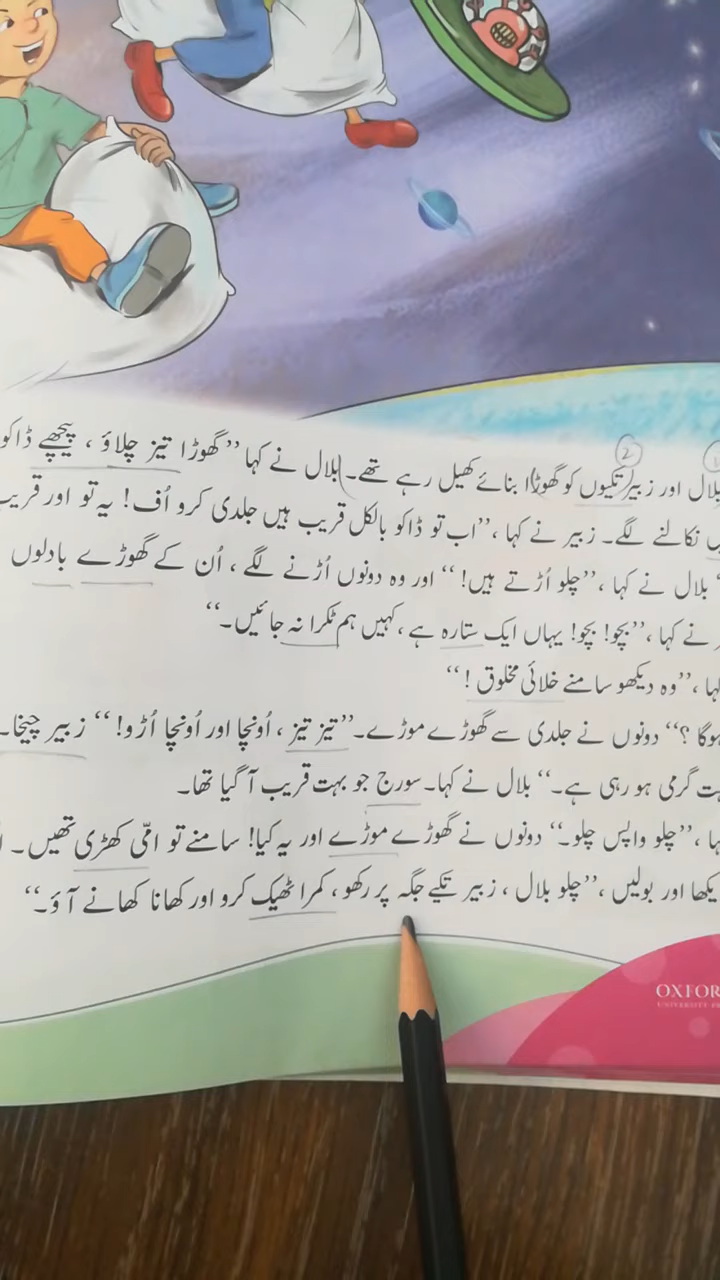 2
بلال اور زبیر تکیوں کو گھوڑا بنائے کھیل رہے تھے۔ بلال نے کہا ”گھوڑا تیز چلاؤ ، پیچھے ڈاکو
نکالنے لگے۔ زبیر نے کہا ، ”اب تو ڈاکو بالکل قریب ہیں جلدی کرو اُف! یہ تو اور قریب
“ بلال نے کہا ، ”چلو اُڑتے ہیں!“ اور وہ دونوں اُڑنے لگے ، اُن کے گھوڑے بادلوں
نے کہا ، ”بچو! بچو! یہاں ایک ستارہ ہے ، کہیں ہم ٹکرا نہ جائیں۔“
کہا ، ”وہ دیکھو سامنے خلائی مخلوق !“
ہوگا ؟“ دونوں نے جلدی سے گھوڑے موڑے۔ ”تیز تیز ، اُونچا اور اُونچا اُڑو!“ زبیر چیخا۔
گرمی ہو رہی ہے۔“ بلال نے کہا۔ سورج جو بہت قریب آ گیا تھا۔
، ”چلو واپس چلو۔“ دونوں نے گھوڑے موڑے اور یہ کیا! سامنے تو امّی کھڑی تھیں۔
اور بولیں ، ”چلو بلال ، زبیر تکیے جگہ پر رکھو ، کمرا ٹھیک کرو اور کھانا کھانے آؤ۔“
OXFOR